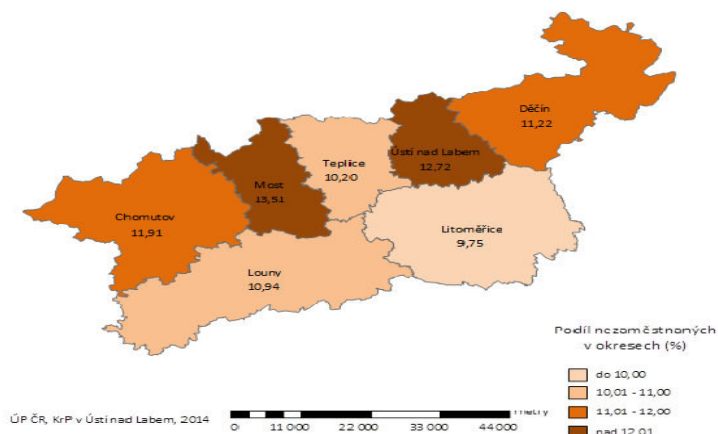 Děčín
11,22
Ústí nad Labem
12,72
Teplice
10,20
Most
13,51
Chomutov
11,91
Litoměřice
9,75
Louny
10,94
Podíl nezaměstnaných
v okresech (%)
do 10,00
10,01 - 11,00
11,01 - 12,00
nad 12,01
ÚP ČR, KrP v Ústí nad Labem, 2014
metry
0 11 000 22 000 33 000 44 000